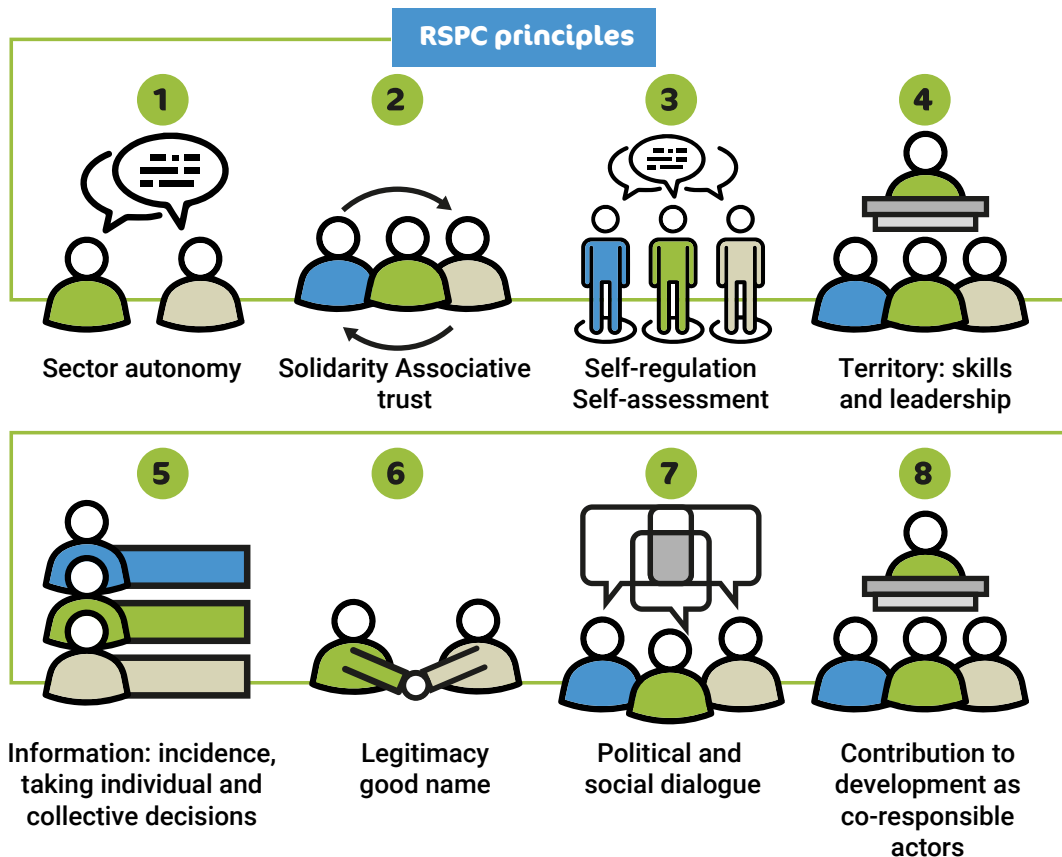 RSPC principles
1
2
3
4
Sector autonomy
Solidarity Associative
trust
Self-regulation
Self-assessment
Territory: skills
and leadership
5
6
7
8
Information: incidence,
taking individual and
collective decisions
Legitimacy
good name
Political and
social dialogue
Contribution to
development as
co-responsible
actors